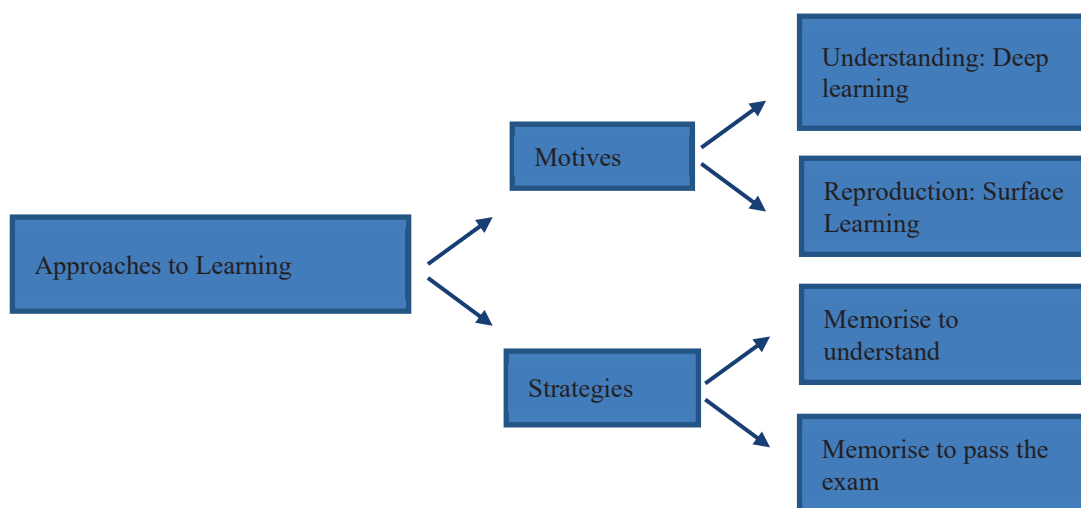 Understanding: Deep
learning
Motives
Reproduction: Surface
Learning
Approaches to Learning
Memorise to
understand
Strategies
Memorise to pass the
exam